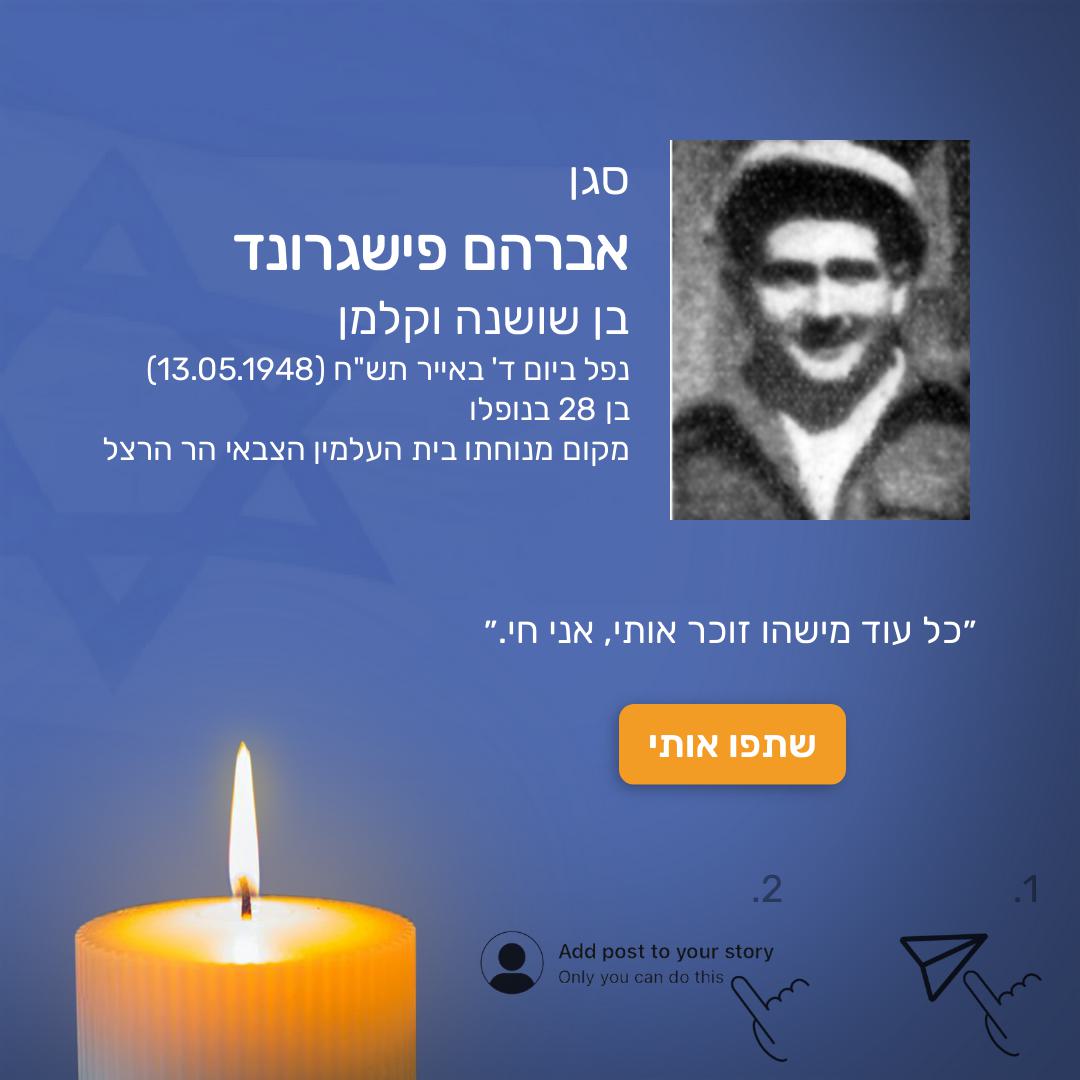 סגן
אברהם פישגרונד
בן שושנה וקלמן
נפל ביום ד' באייר תש"ח (13.05.1948)
בן 28 בנופלו
מקום מנוחתו בית העלמין הצבאי הר הרצל
״כל עוד מישהו זוכר אותי, אני חי.״
שתפו אותי
1.
2.
Add post to your story
Only you can do this